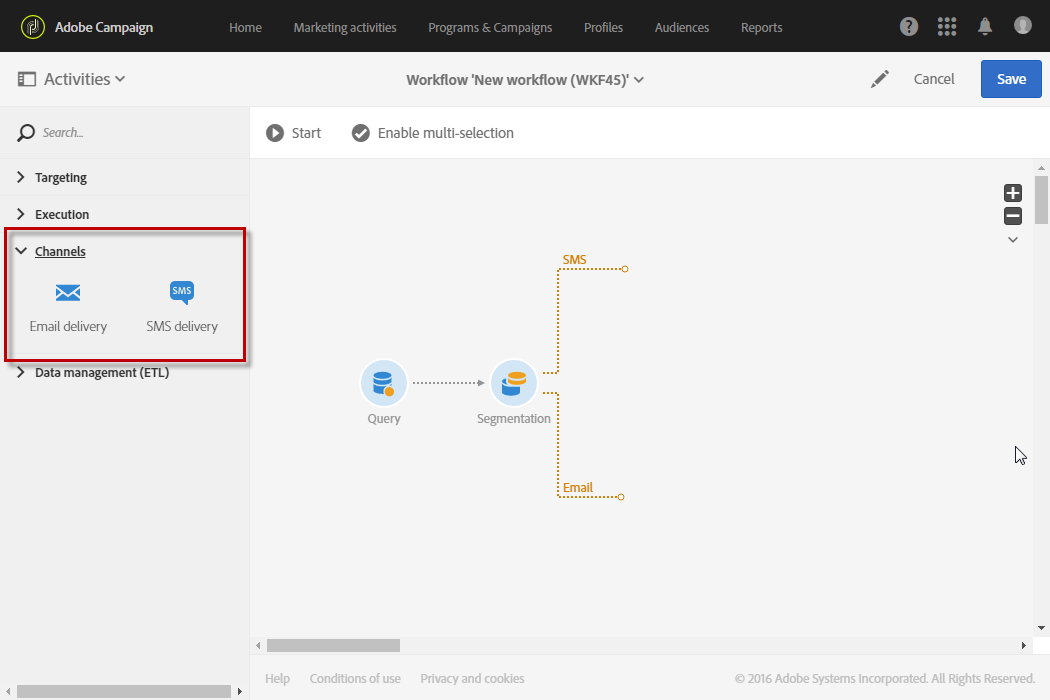 Adobe Campaign
Home
Marketing activities
Programs & Campaigns
Profiles
Audiences
Reports
Activities
Workflow 'New workflow (WKF45)'
Cancel
Save
Search...
Start
Enable multi-selection
Targeting
Execution
Channels
SMS
Email delivery
SMS delivery
Data management (ETL)
SMS
Query
Segmentation
Email
Help
Conditions of use
Privacy and cookies
© 2016 Adobe Systems Incorporated. All Rights Reserved.